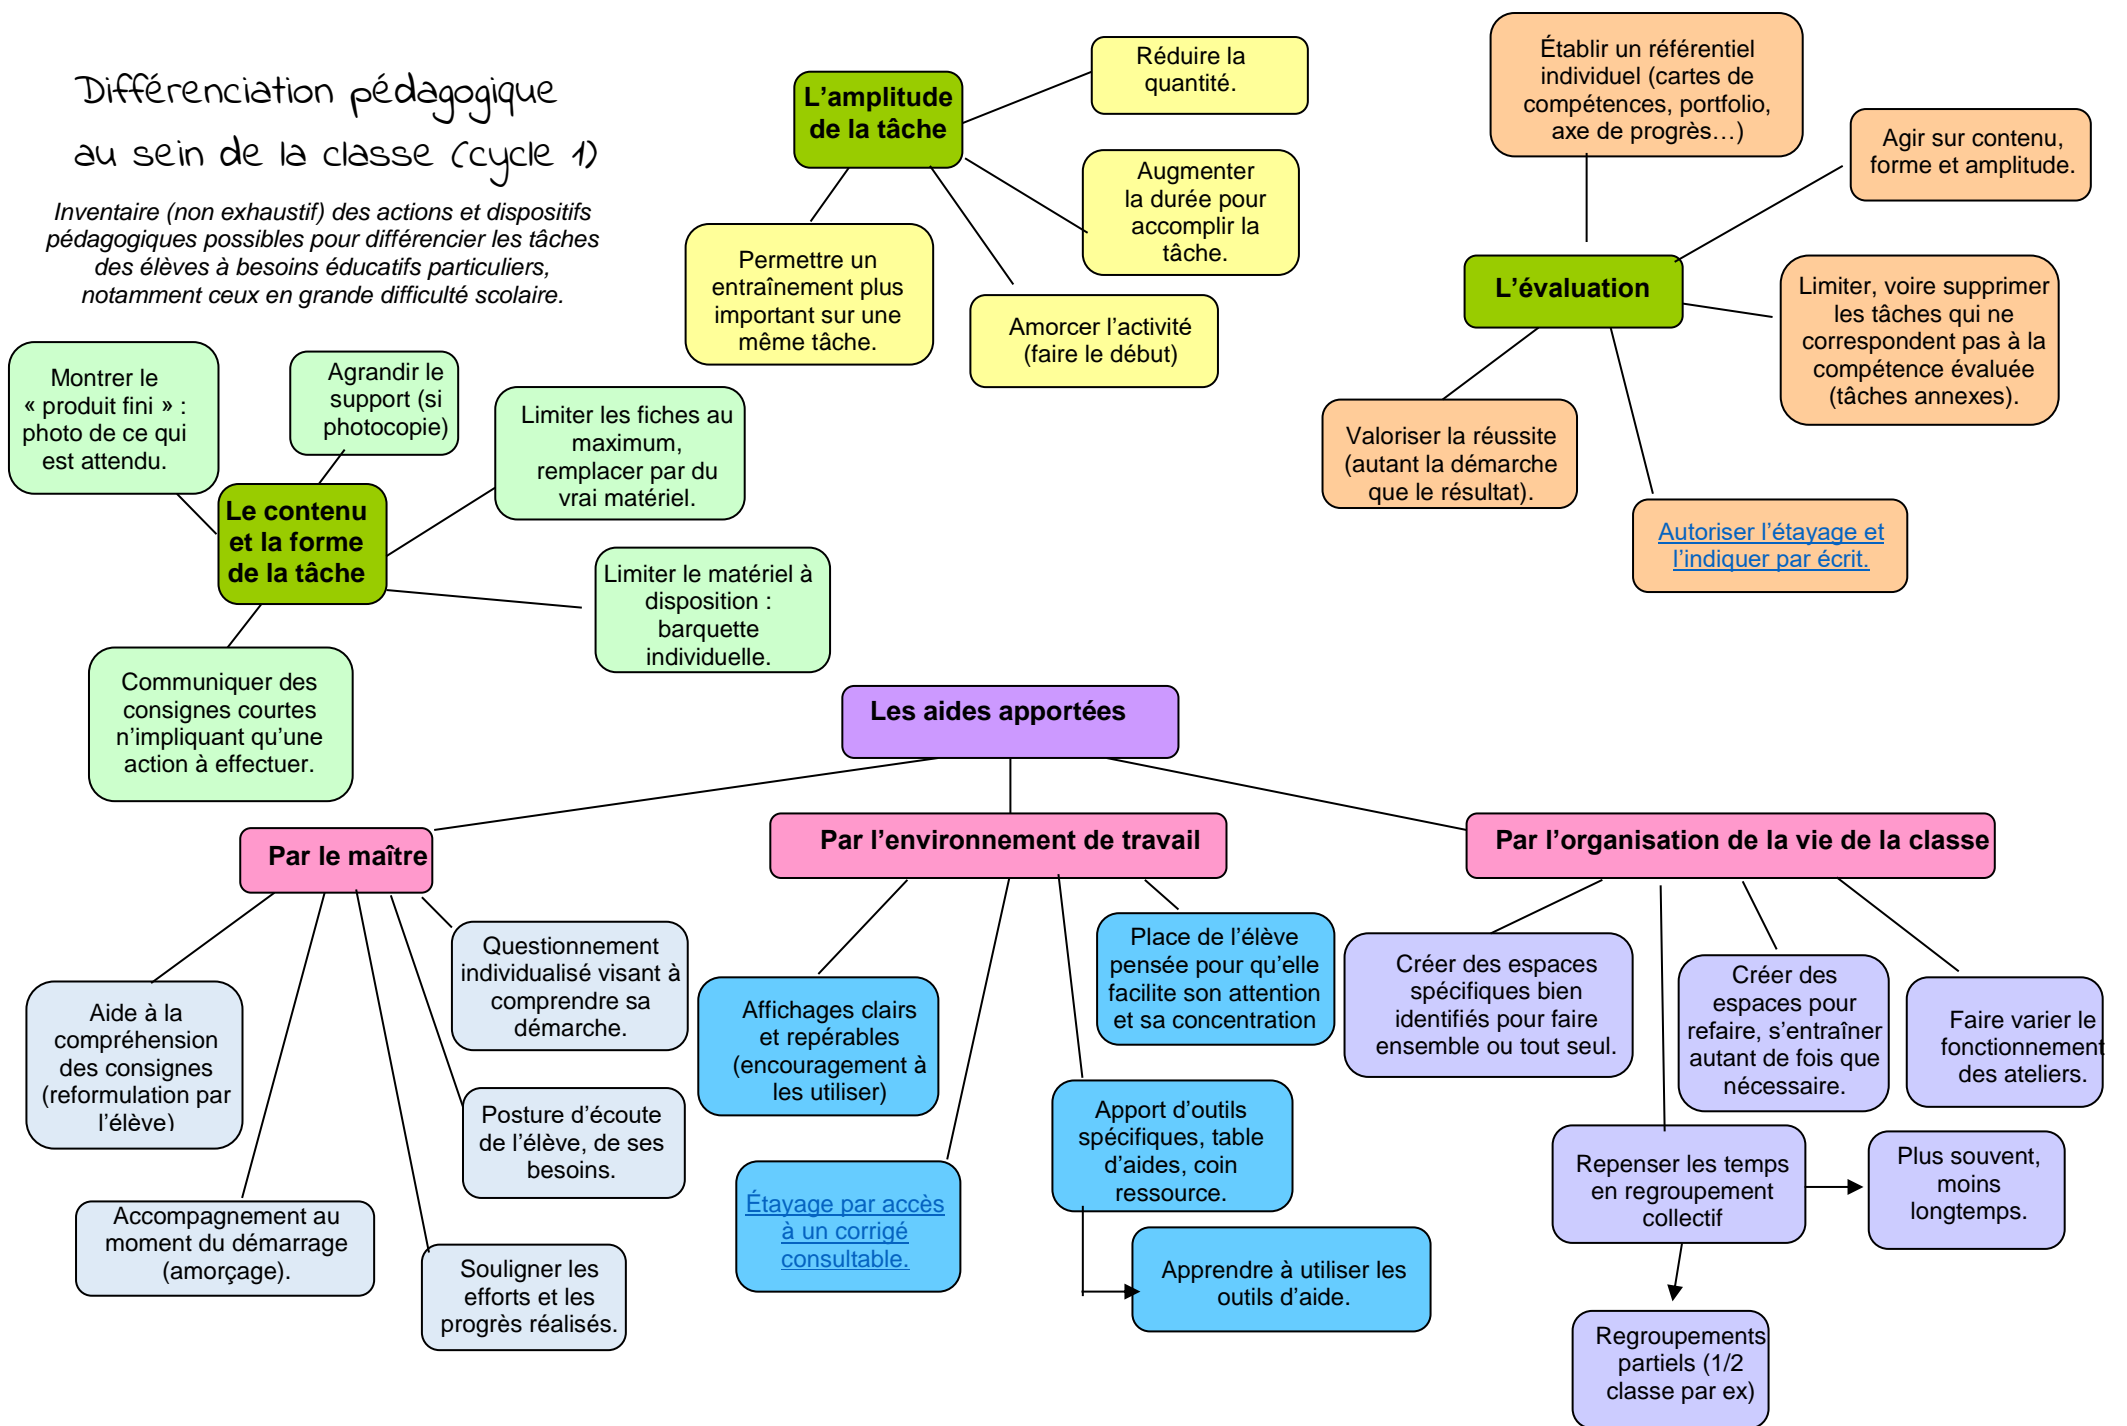 Différenciation pédagogique
au sein de la classe (cycle 1)
Inventaire (non exhaustif) des actions et dispositifs
pédagogiques possibles pour différencier les tâches
des élèves à besoins éducatifs particuliers,
notamment ceux en grande difficulté scolaire.
L'amplitude
de la tâche
Réduire la
quantité.
Augmenter
la durée pour
accomplir la
tâche.
Amorcer l'activité
(faire le début)
Permettre un
entraînement plus
important sur une
même tâche.
L'évaluation
Établir un référentiel
individuel (cartes de
compétences, portfolio,
axe de progrès…)
Agir sur contenu,
forme et amplitude.
Limiter, voire supprimer
les tâches qui ne
correspondent pas à la
compétence évaluée
(tâches annexes).
Autoriser l'étayage et
l'indiquer par écrit.
Valoriser la réussite
(autant la démarche
que le résultat).
Le contenu
et la forme
de la tâche
Montrer le
« produit fini » :
photo de ce qui
est attendu.
Agrandir le
support (si
photocopie)
Limiter les fiches au
maximum,
remplacer par du
vrai matériel.
Limiter le matériel à
disposition :
barquette
individuelle.
Communiquer des
consignes courtes
n'impliquant qu'une
action à effectuer.
Les aides apportées
Par le maître
Aide à la
compréhension
des consignes
(reformulation par
l'élève)
Accompagnement au
moment du démarrage
(amorçage).
Souligner les
efforts et les
progrès réalisés.
Posture d'écoute
de l'élève, de ses
besoins.
Questionnement
individualisé visant à
comprendre sa
démarche.
Par l'environnement de travail
Affichages clairs
et repérables
(encouragement à
les utiliser)
Étayage par accès
à un corrigé
consultable.
Apport d'outils
spécifiques, table
d'aides, coin
ressource.
Apprendre à utiliser les
outils d'aide.
Place de l'élève
pensée pour qu'elle
facilite son attention
et sa concentration
Par l'organisation de la vie de la classe
Créer des espaces
spécifiques bien
identifiés pour faire
ensemble ou tout seul.
Repenser les temps
en regroupement
collectif
Plus souvent,
moins
longtemps.
Regroupements
partiels (1/2
classe par ex)
Créer des
espaces pour
refaire, s'entraîner
autant de fois que
nécessaire.
Faire varier le
fonctionnement
des ateliers.